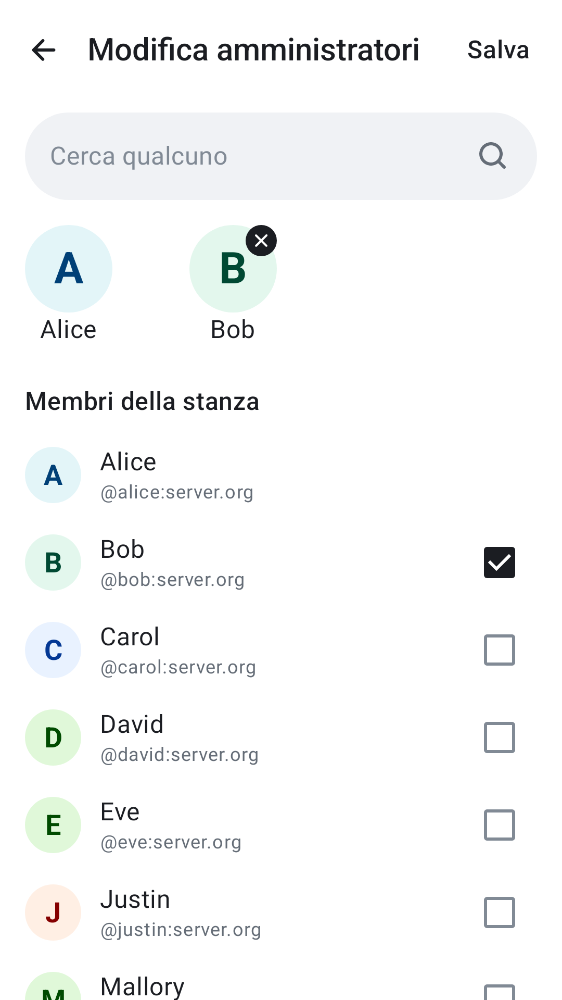 Modifica amministratori
Salva
Cerca qualcuno
A
B
Alice
Bob
Membri della stanza
A
Alice
@alice:server.org
B
Bob
@bob:server.org
C
Carol
@carol:server.org
D
David
@david:server.org
E
Eve
@eve:server.org
J
Justin
@justin:server.org
M
Mallory